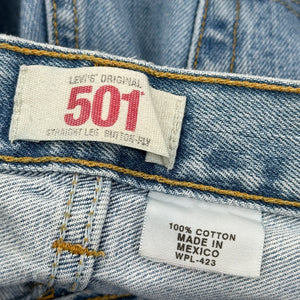 LEVI'S® ORIGINAL
501
STRAIGHT LEG BUTTON-FLY
100% COTTON
MADE IN
MEXICO
WPL-423